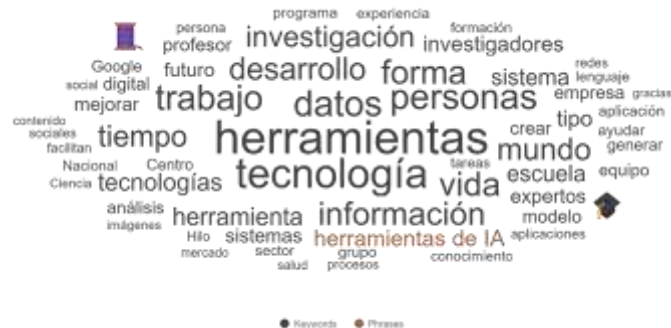 programa experiencia
persona formación
profesor investigación investigadores
Google futuro desarrollo forma sistema redes
social digital lenguaje
mejorar trabajo datos personas empresa gracias
contenido tipo aplicación
sociales tiempo herramientas crear ayudar
facilitan mundo generar
Nacional Centro tareas
Ciencia tecnologías tecnología vida escuela equipo
análisis herramienta información expertos
imágenes modelo
Hilo sistemas herramientas de IA aplicaciones
mercado sector grupo conocimiento
salud procesos
Keywords Phrases